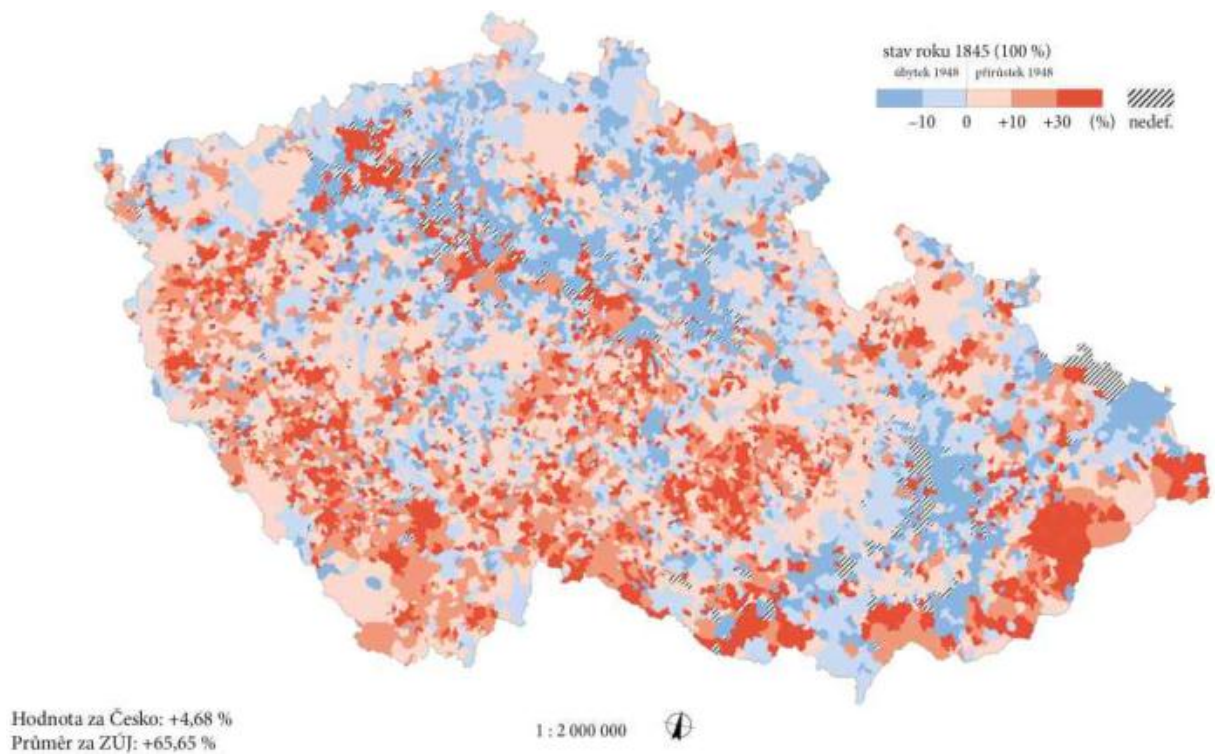 stav roku 1845 (100 %)
úbytek 1948 přírůstek 1948
−10 0 +10 +30 (%) nedef.
Hodnota za Česko: +4,68 %
Průměr za ZÚJ: +65,65 %
1 : 2 000 000